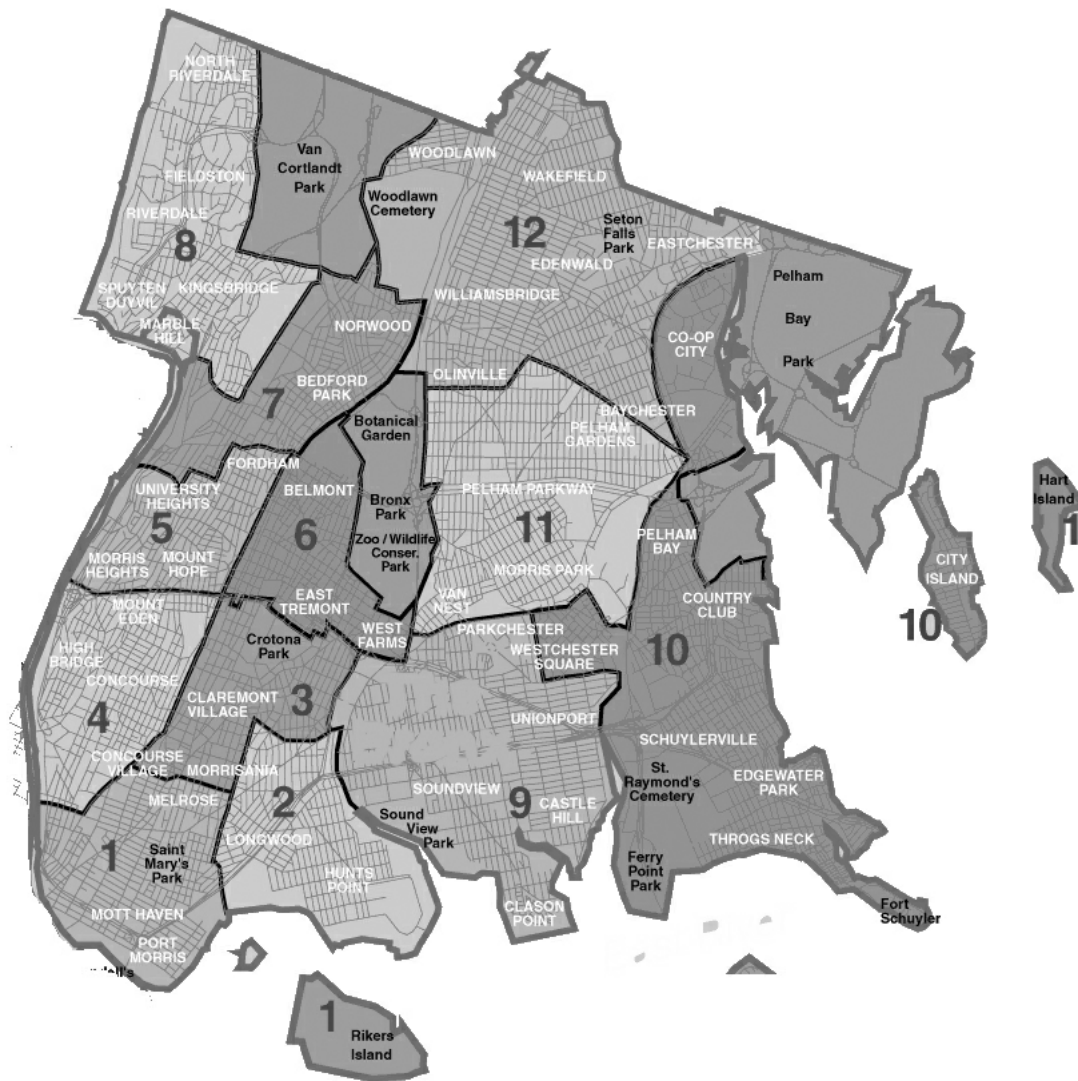 NORTH
RIVERDALE
Van
Cortlandt
Park
WOODLAWN
WAKEFIELD
FIELDSTON
Woodlawn
Cemetery
RIVERDALE
8
12
Seton
Falls
Park
EASTCHESTER
EDENWALD
Pelham
Bay
Park
SPUYTEN
DUYVIL
KINGSBRIDGE
WILLIAMSBRIDGE
MARBLE
HILL
NORWOOD
CO-OP
CITY
OLINVILLE
BEDFORD
PARK
7
BAYCHESTER
Botanical
Garden
PELHAM
GARDENS
FORDHAM
UNIVERSITY
HEIGHTS
BELMONT
PELHAM PARKWAY
Bronx
Park
Hart
Island
1
5
6
11
Zoo / Wildlife
Conser.
Park
PELHAM
BAY
MORRIS
HEIGHTS
MOUNT
HOPE
MORRIS PARK
CITY
ISLAND
10
MOUNT
EDEN
EAST
TREMONT
VAN
NEST
COUNTRY
CLUB
WEST
FARMS
PARKCHESTER
Crotona
Park
HIGH
BRIDGE
WESTCHESTER
SQUARE
10
CONCOURSE
CLAREMONT
VILLAGE
3
4
UNIONPORT
SCHUYLERVILLE
CONCOURSE
VILLAGE
MORRISANIA
St.
Raymond's
Cemetery
EDGEWATER
PARK
MELROSE
2
SOUNDVIEW
9
CASTLE
HILL
Sound
View
Park
LONGWOOD
THROGS NECK
1
Saint
Mary's
Park
HUNTS
POINT
Ferry
Point
Park
MOTT HAVEN
CLASON
POINT
Fort
Schuyler
PORT
MORRIS
1
Rikers
Island